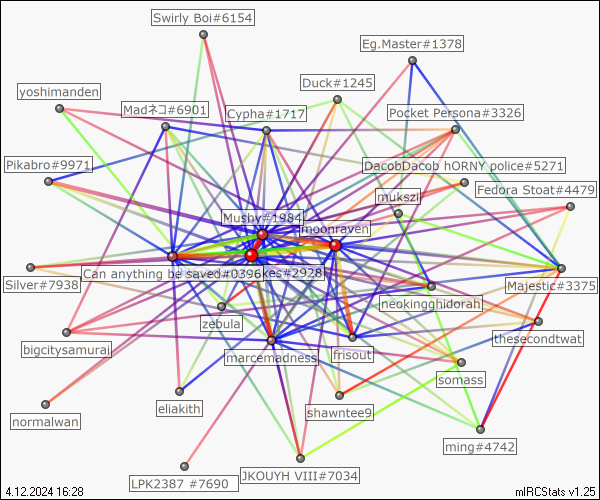 Swirly Boi#6154
Eg.Master#1378
Duck#1245
yoshimanden
Madネコ#6901
Cypha#1717
Pocket Persona#3326
Pikabro#9971
DacobDacob hORNY police#5271
Fedora Stoat#4479
mukszi
Mushy#1984
moonraven
Can anything be saved#0396
kes#2928
Silver#7938
Majestic#3375
neokingghidorah
zebula
thesecondtwat
bigcitysamurai
marcemadness
frisout
somass
eliakith
shawntee9
normalwan
ming#4742
LPK2387 #7690
JKOUYH VIII#7034
4.12.2024 16:28
mIRCStats v1.25